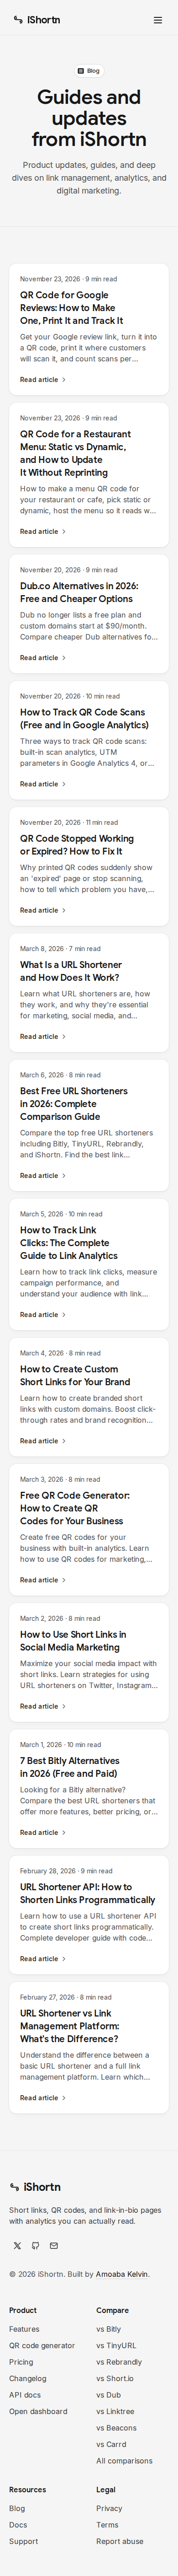 iShortn
Blog
Guides and
updates
from iShortn
Product updates, guides, and deep
dives on link management, analytics, and
digital marketing.
November 23, 2026 · 9 min read
QR Code for Google
Reviews: How to Make
One, Print It and Track It
Get your Google review link, turn it into
a QR code, print it where customers
will scan it, and count scans per…
Read article
November 23, 2026 · 9 min read
QR Code for a Restaurant
Menu: Static vs Dynamic,
and How to Update
It Without Reprinting
How to make a menu QR code for
your restaurant or cafe, pick static or
dynamic, host the menu so it reads w…
Read article
November 20, 2026 · 9 min read
Dub.co Alternatives in 2026:
Free and Cheaper Options
Dub no longer lists a free plan and
custom domains start at $90/month.
Compare cheaper Dub alternatives fo…
Read article
November 20, 2026 · 10 min read
How to Track QR Code Scans
(Free and in Google Analytics)
Three ways to track QR code scans:
built-in scan analytics, UTM
parameters in Google Analytics 4, or…
Read article
November 20, 2026 · 11 min read
QR Code Stopped Working
or Expired? How to Fix It
Why printed QR codes suddenly show
an 'expired' page or stop scanning,
how to tell which problem you have,…
Read article
March 8, 2026 · 7 min read
What Is a URL Shortener
and How Does It Work?
Learn what URL shorteners are, how
they work, and why they're essential
for marketing, social media, and…
Read article
March 6, 2026 · 8 min read
Best Free URL Shorteners
in 2026: Complete
Comparison Guide
Compare the top free URL shorteners
including Bitly, TinyURL, Rebrandly,
and iShortn. Find the best link…
Read article
March 5, 2026 · 10 min read
How to Track Link
Clicks: The Complete
Guide to Link Analytics
Learn how to track link clicks, measure
campaign performance, and
understand your audience with link…
Read article
March 4, 2026 · 8 min read
How to Create Custom
Short Links for Your Brand
Learn how to create branded short
links with custom domains. Boost click-
through rates and brand recognition…
Read article
March 3, 2026 · 8 min read
Free QR Code Generator:
How to Create QR
Codes for Your Business
Create free QR codes for your
business with built-in analytics. Learn
how to use QR codes for marketing,…
Read article
March 2, 2026 · 8 min read
How to Use Short Links in
Social Media Marketing
Maximize your social media impact with
short links. Learn strategies for using
URL shorteners on Twitter, Instagram…
Read article
March 1, 2026 · 10 min read
7 Best Bitly Alternatives
in 2026 (Free and Paid)
Looking for a Bitly alternative?
Compare the best URL shorteners that
offer more features, better pricing, or…
Read article
February 28, 2026 · 9 min read
URL Shortener API: How to
Shorten Links Programmatically
Learn how to use a URL shortener API
to create short links programmatically.
Complete developer guide with code…
Read article
February 27, 2026 · 8 min read
URL Shortener vs Link
Management Platform:
What's the Difference?
Understand the difference between a
basic URL shortener and a full link
management platform. Learn which…
Read article
iShortn
Short links, QR codes, and link-in-bio pages
with analytics you can actually read.
© 2026 iShortn. Built by Amoaba Kelvin.
Product
Features
QR code generator
Pricing
Changelog
API docs
Open dashboard
Compare
vs Bitly
vs TinyURL
vs Rebrandly
vs Short.io
vs Dub
vs Linktree
vs Beacons
vs Carrd
All comparisons
Resources
Blog
Docs
Support
Legal
Privacy
Terms
Report abuse